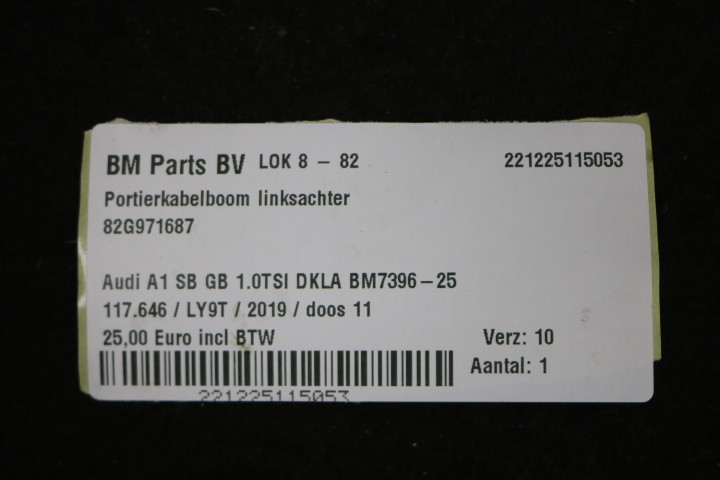 BM Parts BV LOK 8 - 82 221225115053
Portierkabelboom linksachter
82G971687
Audi A1 SB GB 1.0TSI DKLA BM7396-25
117.646 / LY9T / 2019 / doos 11
25,00 Euro incl BTW Verz: 10
Aantal: 1
221225115053